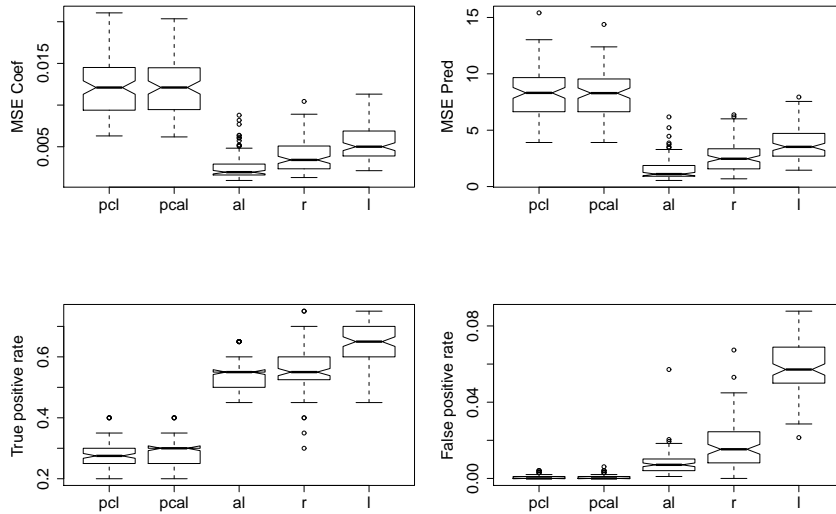 MSE Coef
0.005 0.015
pcl pcal al r l
MSE Pred
0 5 10 15
pcl pcal al r l
True positive rate
0.2 0.4 0.6
pcl pcal al r l
False positive rate
0.00 0.04 0.08
pcl pcal al r l